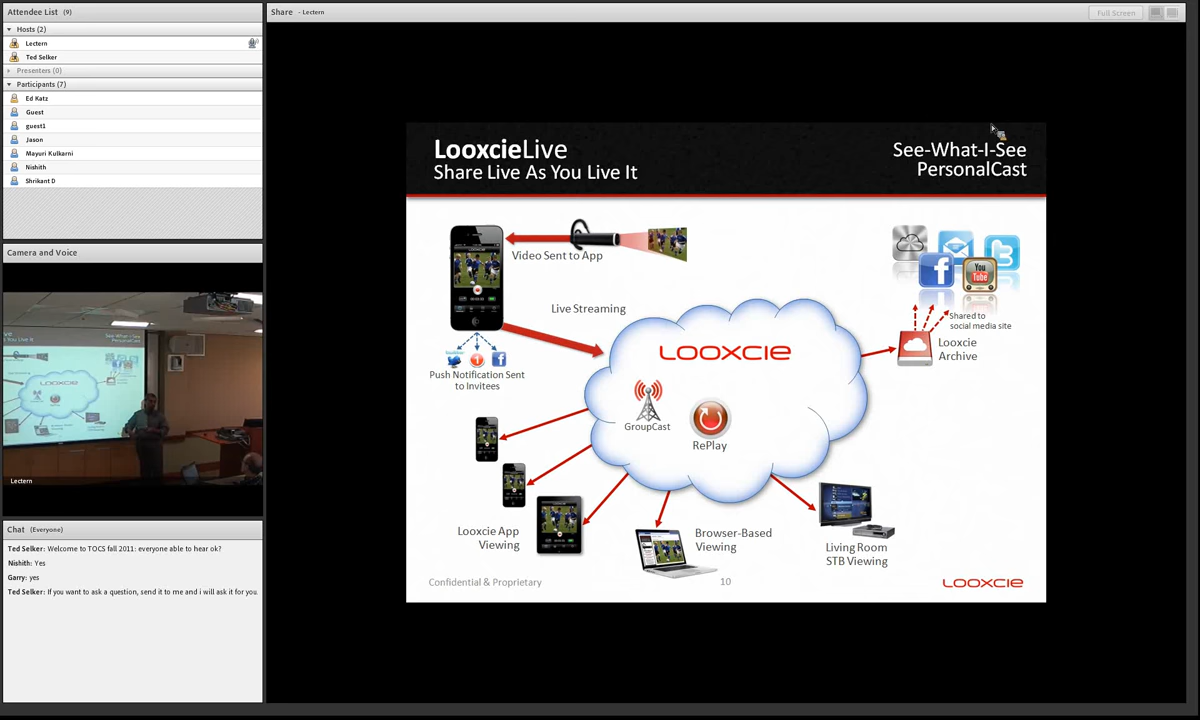 Attendee List (9)
Hosts (2)
Lectern
Ted Selker
Presenters (0)
Participants (7)
Ed Katz
Guest
guest1
Jason
Mayuri Kulkarni
Nishith
Shrikant D
Camera and Voice
Lectern
Chat (Everyone)
Ted Selker: Welcome to TOCS fall 2011: everyone able to hear ok?
Nishith: Yes
Garry: yes
Ted Selker: If you want to ask a question, send it to me and i will ask it for you
Share - Lectern
Full Screen
LooxcieLive
Share Live As You Live It
See-What-I-See
PersonalCast
Video Sent to App
Live Streaming
Push Notification Sent
to Invitees
LOOXCIE
GroupCast
RePlay
You
Tube
Shared to
social media site
Looxcie
Archive
Looxcie App
Viewing
Browser-Based
Viewing
Living Room
STB Viewing
Confidential & Proprietary
10
LOOXCIE